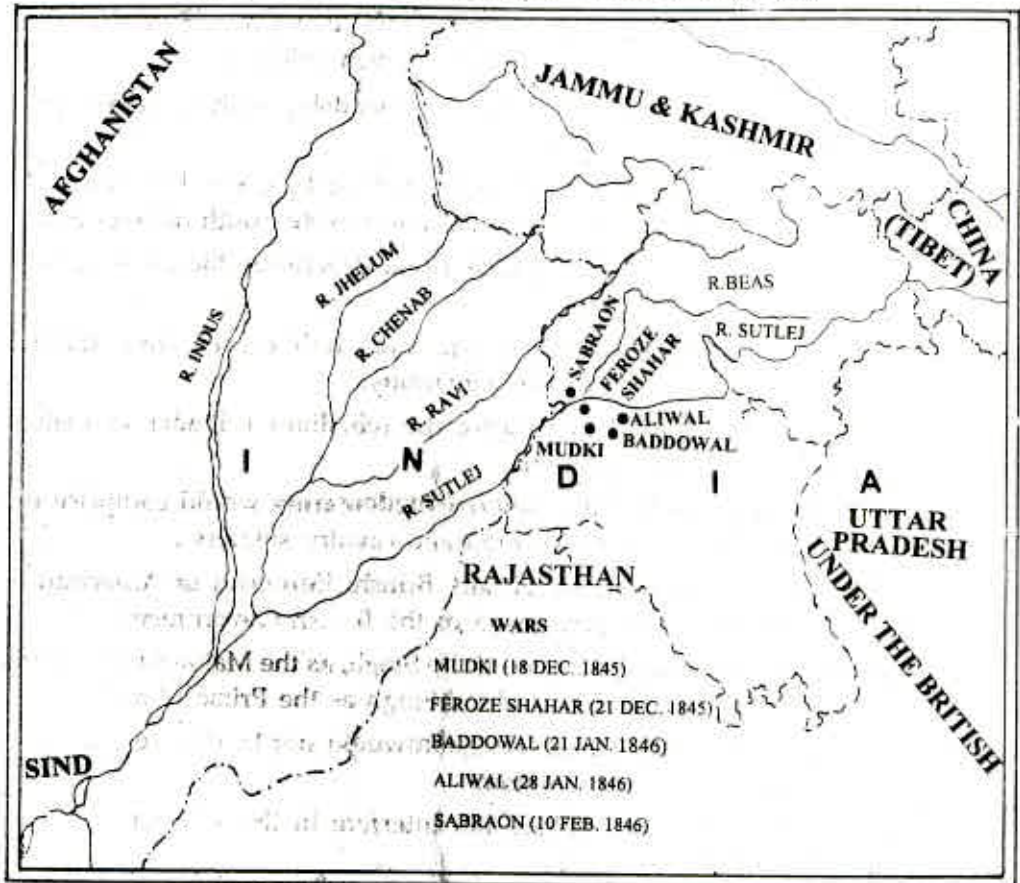 AFGHANISTAN
JAMMU & KASHMIR
CHINA
(TIBET)
R. INDUS
R. JHELUM
R. CHENAB
R. RAVI
R. SUTLEJ
R.BEAS
R. SUTLEJ
SABRAON
FEROZE
SHAHAR
ALIWAL
BADDOWAL
MUDKI
I N D I A
UTTAR
PRADESH
UNDER THE BRITISH
RAJASTHAN
WARS
MUDKI (18 DEC. 1845)
FEROZE SHAHAR (21 DEC. 1845)
BADDOWAL (21 JAN. 1846)
ALIWAL (28 JAN. 1846)
SABRAON (10 FEB. 1846)
SIND